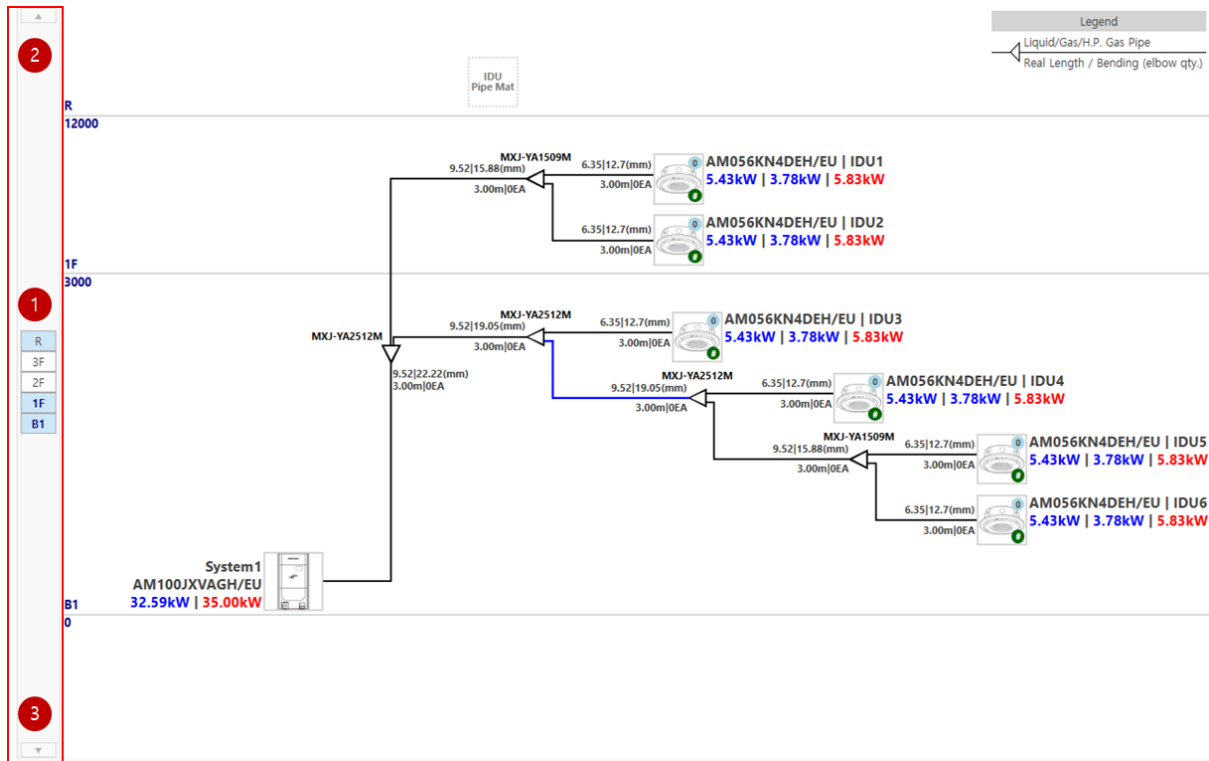 Legend
Liquid/Gas/H.P. Gas Pipe
Real Length / Bending (elbow qty.)
2
IDU
Pipe Mat
R
12000
MXJ-YA1509M
9.52|15.88(mm)
3.00m|0EA
6.35|12.7(mm)
3.00m|0EA
0
#
AM056KN4DEH/EU | IDU1
5.43kW | 3.78kW | 5.83kW
6.35|12.7(mm)
3.00m|0EA
0
#
AM056KN4DEH/EU | IDU2
5.43kW | 3.78kW | 5.83kW
1F
3000
1
R
3F
2F
1F
B1
MXJ-YA2512M
9.52|22.22(mm)
3.00m|0EA
MXJ-YA2512M
9.52|19.05(mm)
3.00m|0EA
6.35|12.7(mm)
3.00m|0EA
0
#
AM056KN4DEH/EU | IDU3
5.43kW | 3.78kW | 5.83kW
MXJ-YA2512M
9.52|19.05(mm)
3.00m|0EA
6.35|12.7(mm)
3.00m|0EA
0
#
AM056KN4DEH/EU | IDU4
5.43kW | 3.78kW | 5.83kW
MXJ-YA1509M
9.52|15.88(mm)
3.00m|0EA
6.35|12.7(mm)
3.00m|0EA
0
#
AM056KN4DEH/EU | IDU5
5.43kW | 3.78kW | 5.83kW
6.35|12.7(mm)
3.00m|0EA
0
#
AM056KN4DEH/EU | IDU6
5.43kW | 3.78kW | 5.83kW
System1
AM100JXVAGH/EU
32.59kW | 35.00kW
B1
0
3